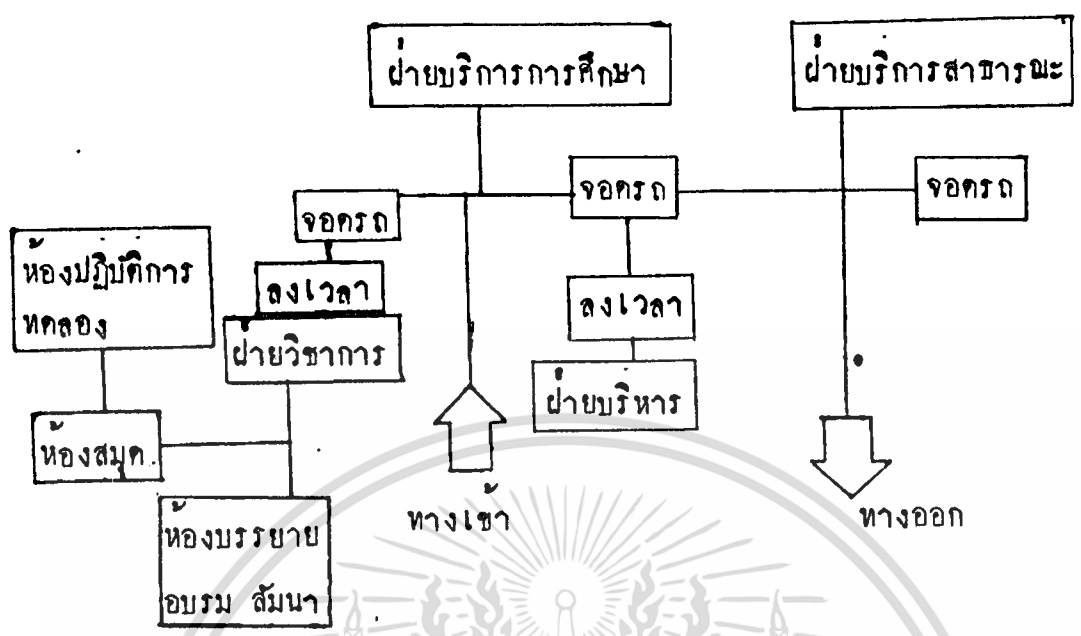 ฝ่ายบริการการศึกษา
ฝ่ายบริการสาธารณะ
จอดรถ
จอดรถ
จอดรถ
ห้องปฏิบัติการ
ทดลอง
ลงเวลา
ลงเวลา
ฝ่ายวิชาการ
ฝ่ายบริหาร
ห้องสมุด
ทางเข้า
ทางออก
ห้องบรรยาย
อบรม สัมนา